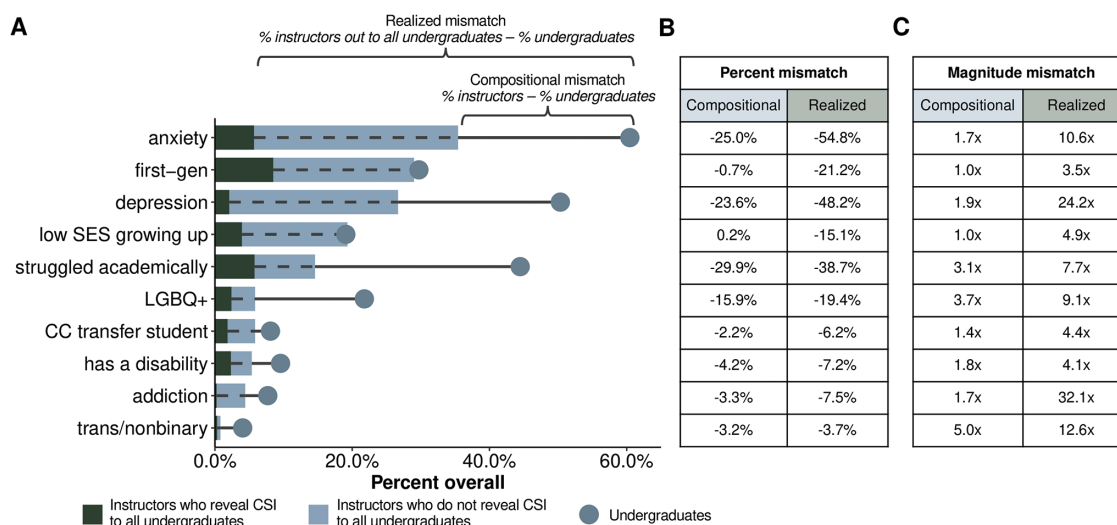 A
Realized mismatch
% instructors out to all undergraduates – % undergraduates
Compositional mismatch
% instructors – % undergraduates
anxiety
first−gen
depression
low SES growing up
struggled academically
LGBQ+
CC transfer student
has a disability
addiction
trans/nonbinary
0.0% 20.0% 40.0% 60.0%
Percent overall
Instructors who reveal CSI
to all undergraduates
Instructors who do not reveal CSI
to all undergraduates
Undergraduates
B
Percent mismatch
Compositional Realized
-25.0% -54.8%
-0.7% -21.2%
-23.6% -48.2%
0.2% -15.1%
-29.9% -38.7%
-15.9% -19.4%
-2.2% -6.2%
-4.2% -7.2%
-3.3% -7.5%
-3.2% -3.7%
C
Magnitude mismatch
Compositional Realized
1.7x 10.6x
1.0x 3.5x
1.9x 24.2x
1.0x 4.9x
3.1x 7.7x
3.7x 9.1x
1.4x 4.4x
1.8x 4.1x
1.7x 32.1x
5.0x 12.6x